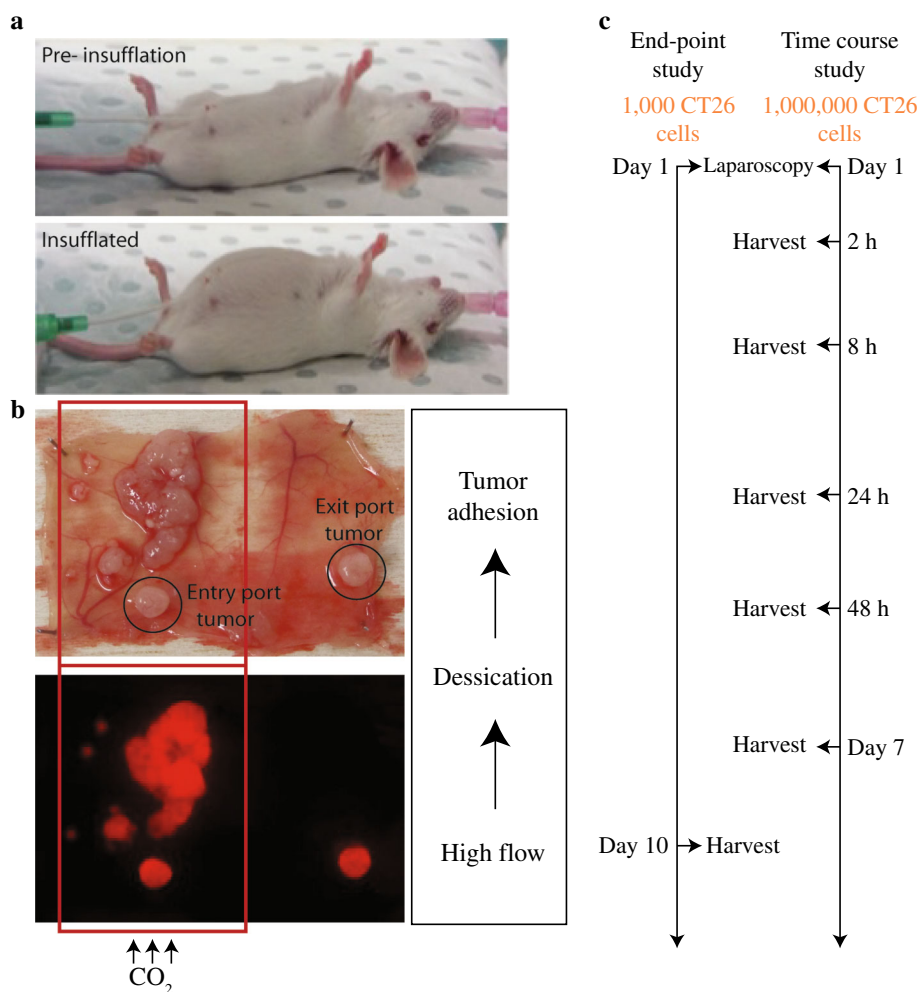 a
Pre- insufflation
Insufflated
b
Exit port
tumor
Entry port
tumor
CO2
Tumor
adhesion
Dessication
High flow
c
End-point
study
1,000 CT26
cells
Time course
study
1,000,000 CT26
cells
Day 1
Laparoscopy
Day 1
Harvest
2 h
Harvest
8 h
Harvest
24 h
Harvest
48 h
Harvest
Day 7
Day 10
Harvest